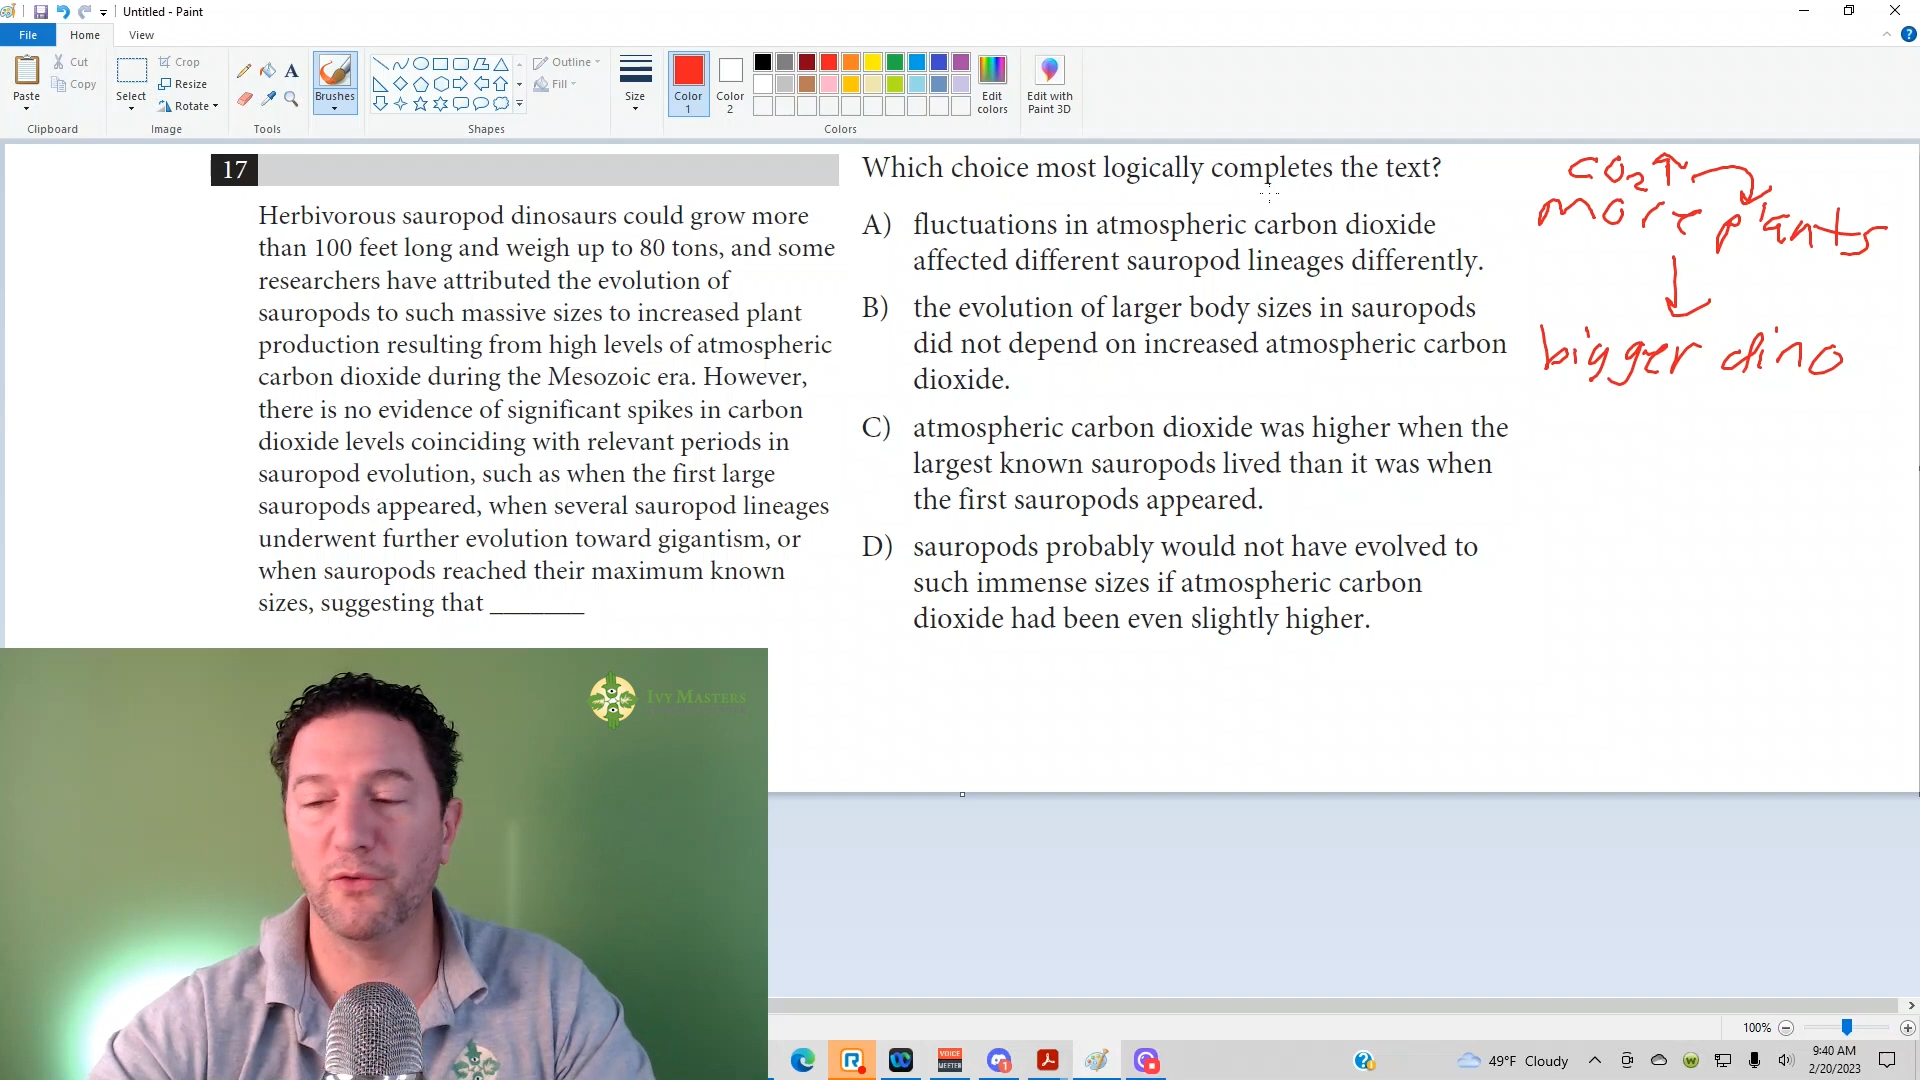 Untitled - Paint
File
Home
View
Paste
Cut
Copy
Clipboard
Select
Crop
Resize
Rotate
Image
Tools
Brushes
Shapes
Outline
Fill
Size
Color 1
Color 2
Colors
Edit colors
Edit with Paint 3D
17
Herbivorous sauropod dinosaurs could grow more
than 100 feet long and weigh up to 80 tons, and some
researchers have attributed the evolution of
sauropods to such massive sizes to increased plant
production resulting from high levels of atmospheric
carbon dioxide during the Mesozoic era. However,
there is no evidence of significant spikes in carbon
dioxide levels coinciding with relevant periods in
sauropod evolution, such as when the first large
sauropods appeared, when several sauropod lineages
underwent further evolution toward gigantism, or
when sauropods reached their maximum known
sizes, suggesting that _______
Which choice most logically completes the text?
A) fluctuations in atmospheric carbon dioxide
affected different sauropod lineages differently.
B) the evolution of larger body sizes in sauropods
did not depend on increased atmospheric carbon
dioxide.
C) atmospheric carbon dioxide was higher when the
largest known sauropods lived than it was when
the first sauropods appeared.
D) sauropods probably would not have evolved to
such immense sizes if atmospheric carbon
dioxide had been even slightly higher.
CO2↑
more plants
bigger dino
IVY MASTERS
100%
VOICE
MEETER
49°F Cloudy
9:40 AM
2/20/2023